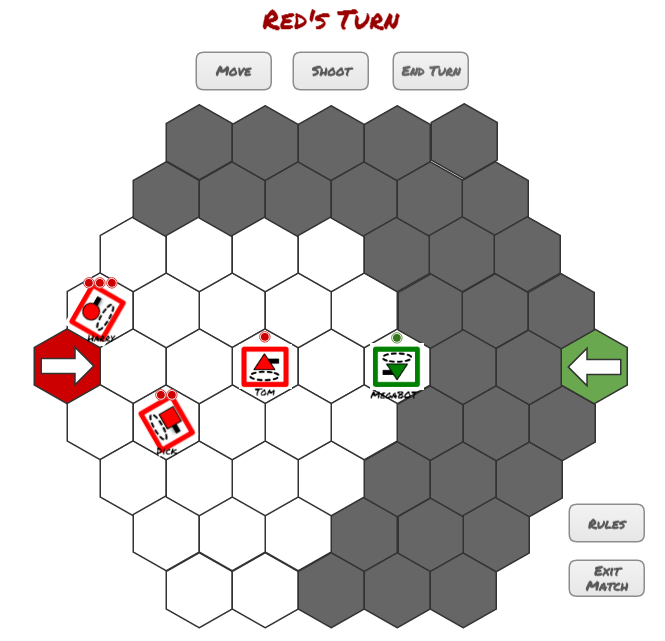 Red's Turn
Move
Shoot
End Turn
Harry
Tom
MegaBot
Dick
Rules
Exit
Match